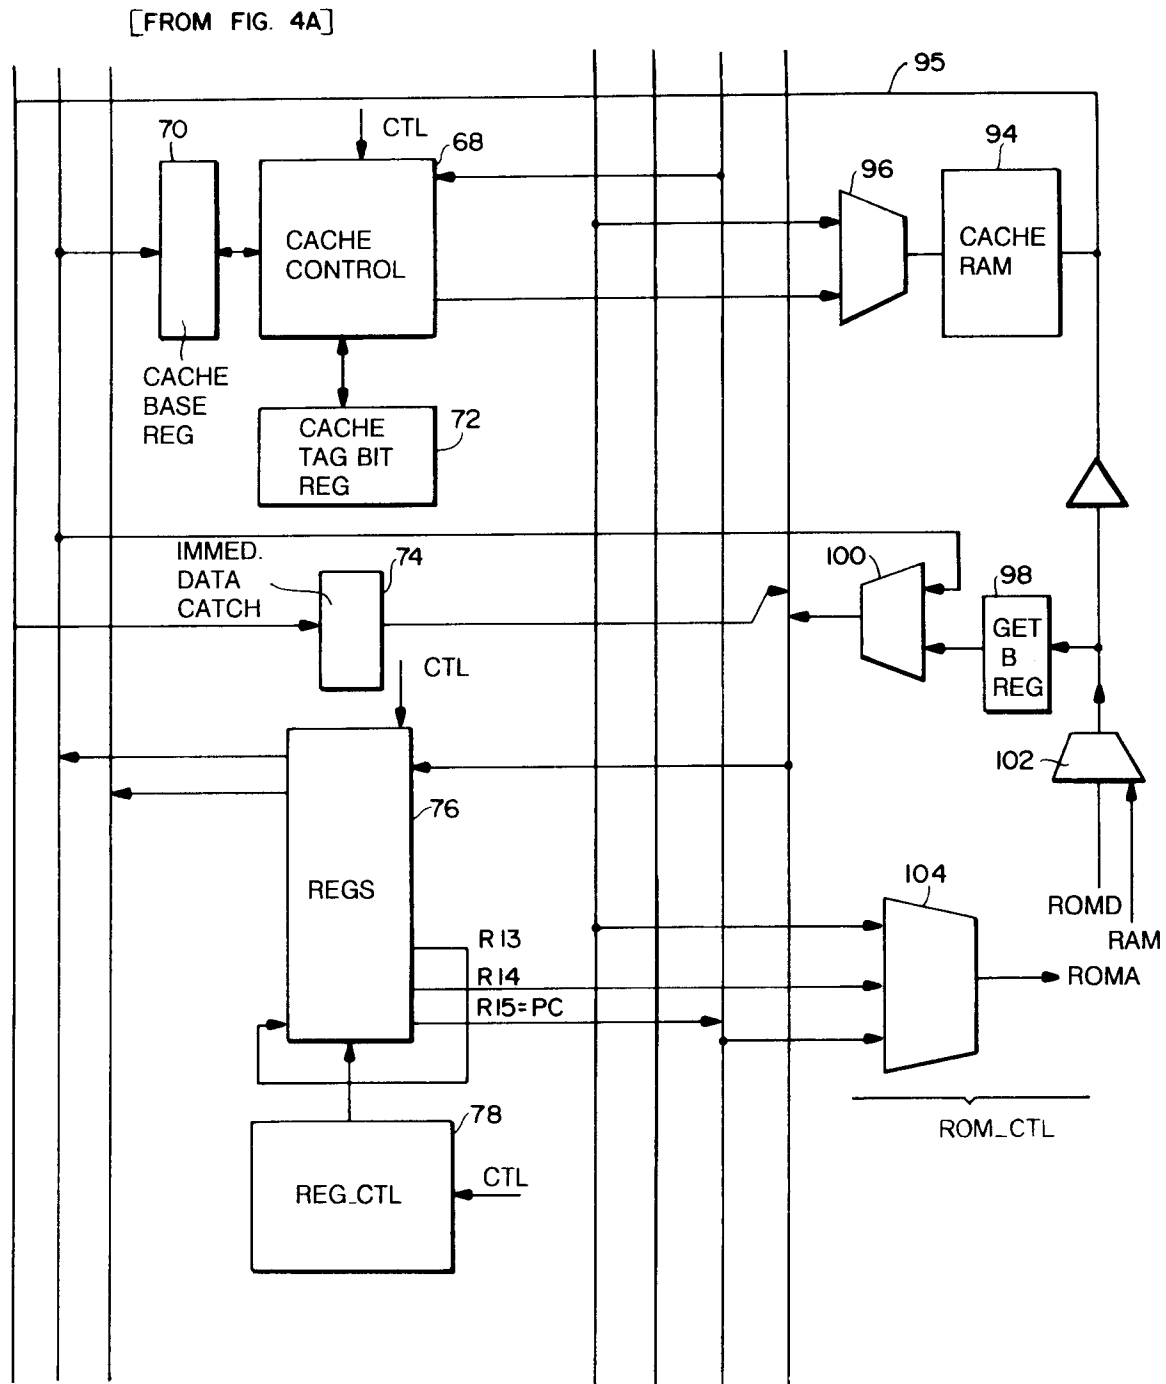 [FROM FIG. 4A]
95
70
CTL
68
94
96
CACHE
CONTROL
CACHE
RAM
CACHE
BASE
REG
72
CACHE
TAG BIT
REG
IMMED.
DATA
CATCH
74
100
98
GET
B
REG
CTL
102
76
REGS
104
ROMD
RAM
R13
R14
R15=PC
ROMA
78
ROM_CTL
REG_CTL
CTL